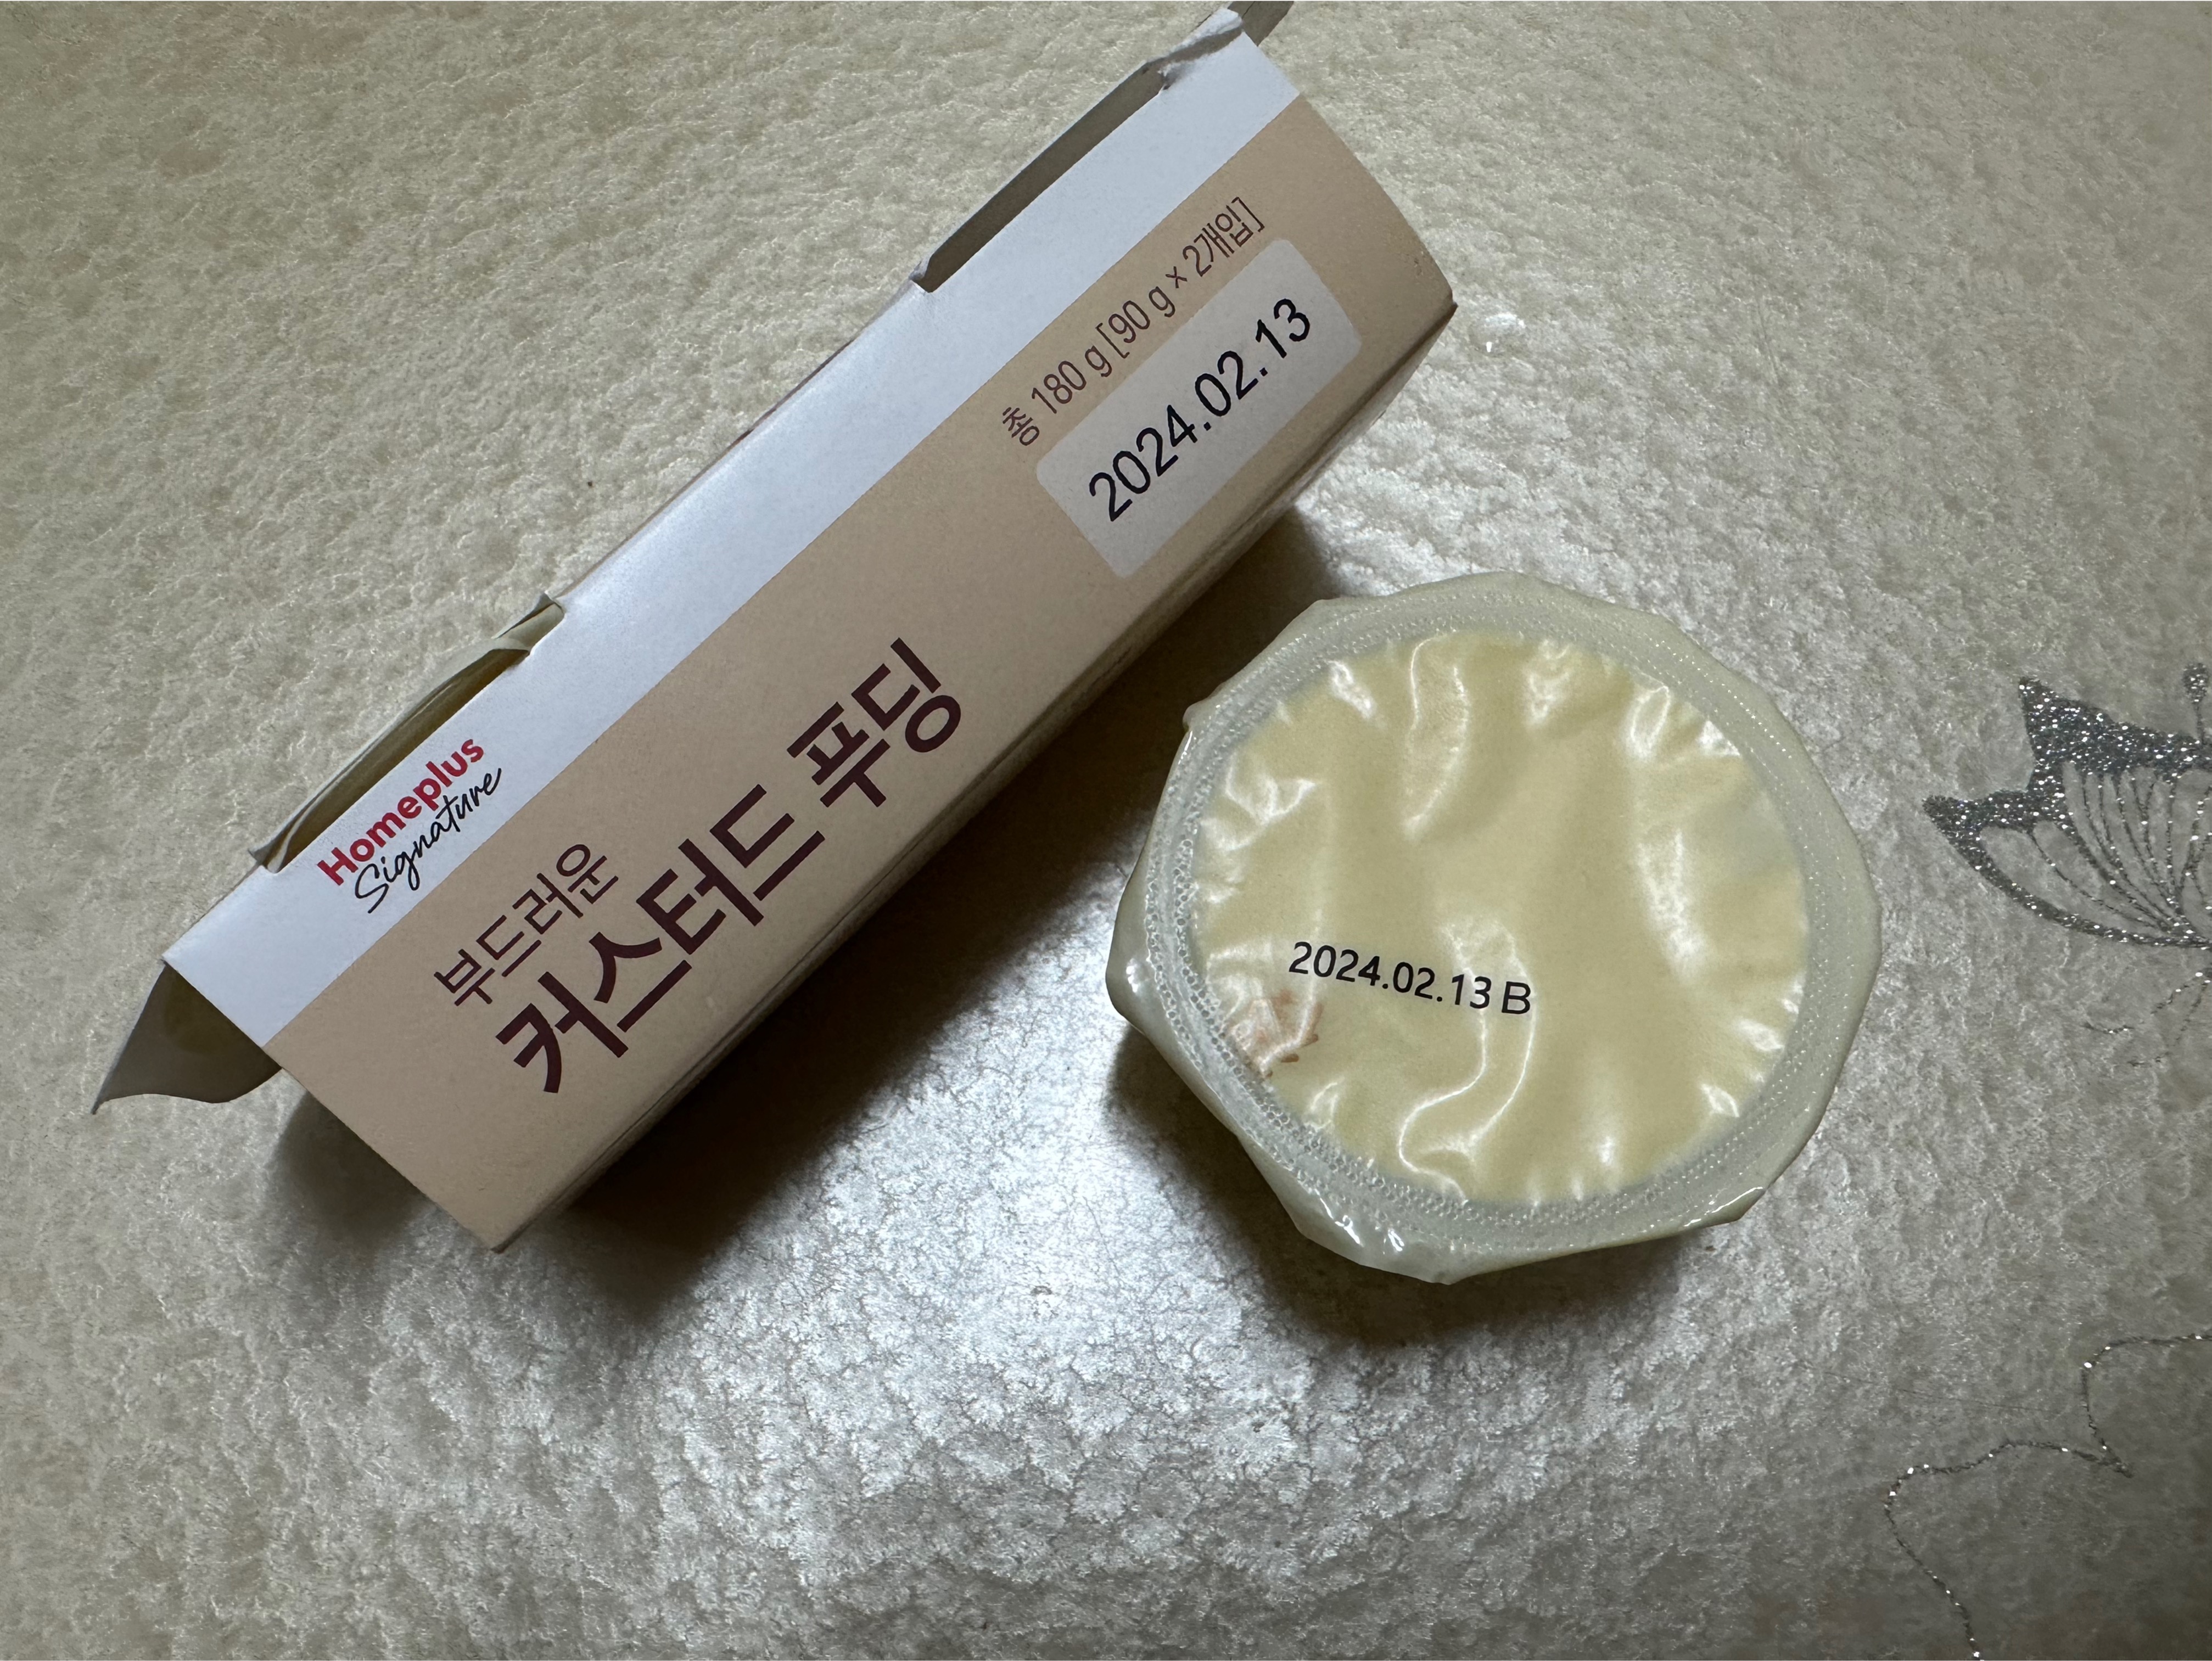 Homeplus
Signature
부드러운
커스터드 푸딩
총 180 g [90 g × 2개입]
2024.02.13
2024.02.13 B